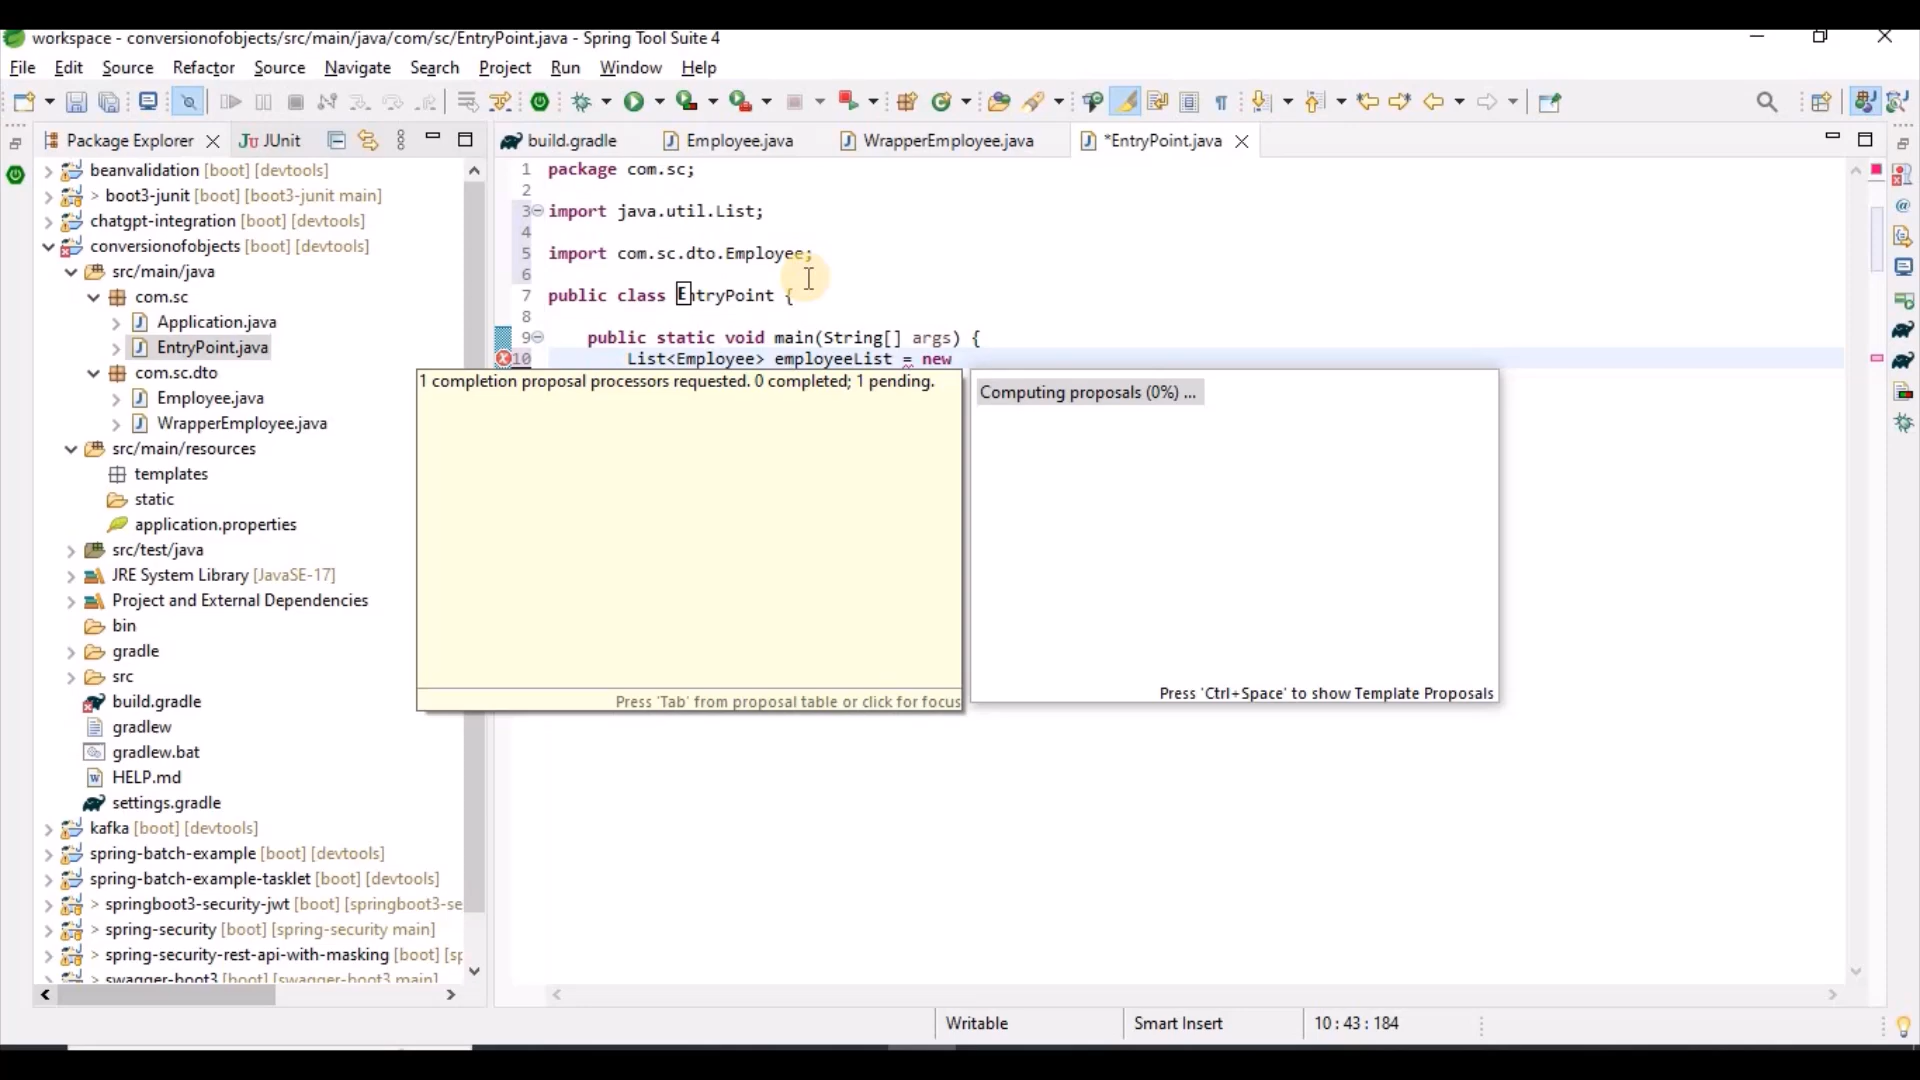 workspace - conversionofobjects/src/main/java/com/sc/EntryPoint.java - Spring Tool Suite 4
File Edit Source Refactor Source Navigate Search Project Run Window Help
Package Explorer
JUnit
build.gradle
Employee.java
WrapperEmployee.java
*EntryPoint.java
beanvalidation [boot] [devtools]
> boot3-junit [boot] [boot3-junit main]
chatgpt-integration [boot] [devtools]
conversionofobjects [boot] [devtools]
src/main/java
com.sc
Application.java
EntryPoint.java
com.sc.dto
Employee.java
WrapperEmployee.java
src/main/resources
templates
static
application.properties
src/test/java
JRE System Library [JavaSE-17]
Project and External Dependencies
bin
gradle
src
build.gradle
gradlew
gradlew.bat
HELP.md
settings.gradle
kafka [boot] [devtools]
spring-batch-example [boot] [devtools]
spring-batch-example-tasklet [boot] [devtools]
> springboot3-security-jwt [boot] [springboot3-se
> spring-security [boot] [spring-security main]
> spring-security-rest-api-with-masking [boot] [sp
> swagger-boot3 [boot] [swagger-boot3 main]
1 package com.sc;
2
3 import java.util.List;
4
5 import com.sc.dto.Employee;
6
7 public class EntryPoint {
8
9 public static void main(String[] args) {
10 List<Employee> employeeList = new
1 completion proposal processors requested. 0 completed; 1 pending.
Press 'Tab' from proposal table or click for focus
Computing proposals (0%) ...
Press 'Ctrl+Space' to show Template Proposals
Writable
Smart Insert
10 : 43 : 184